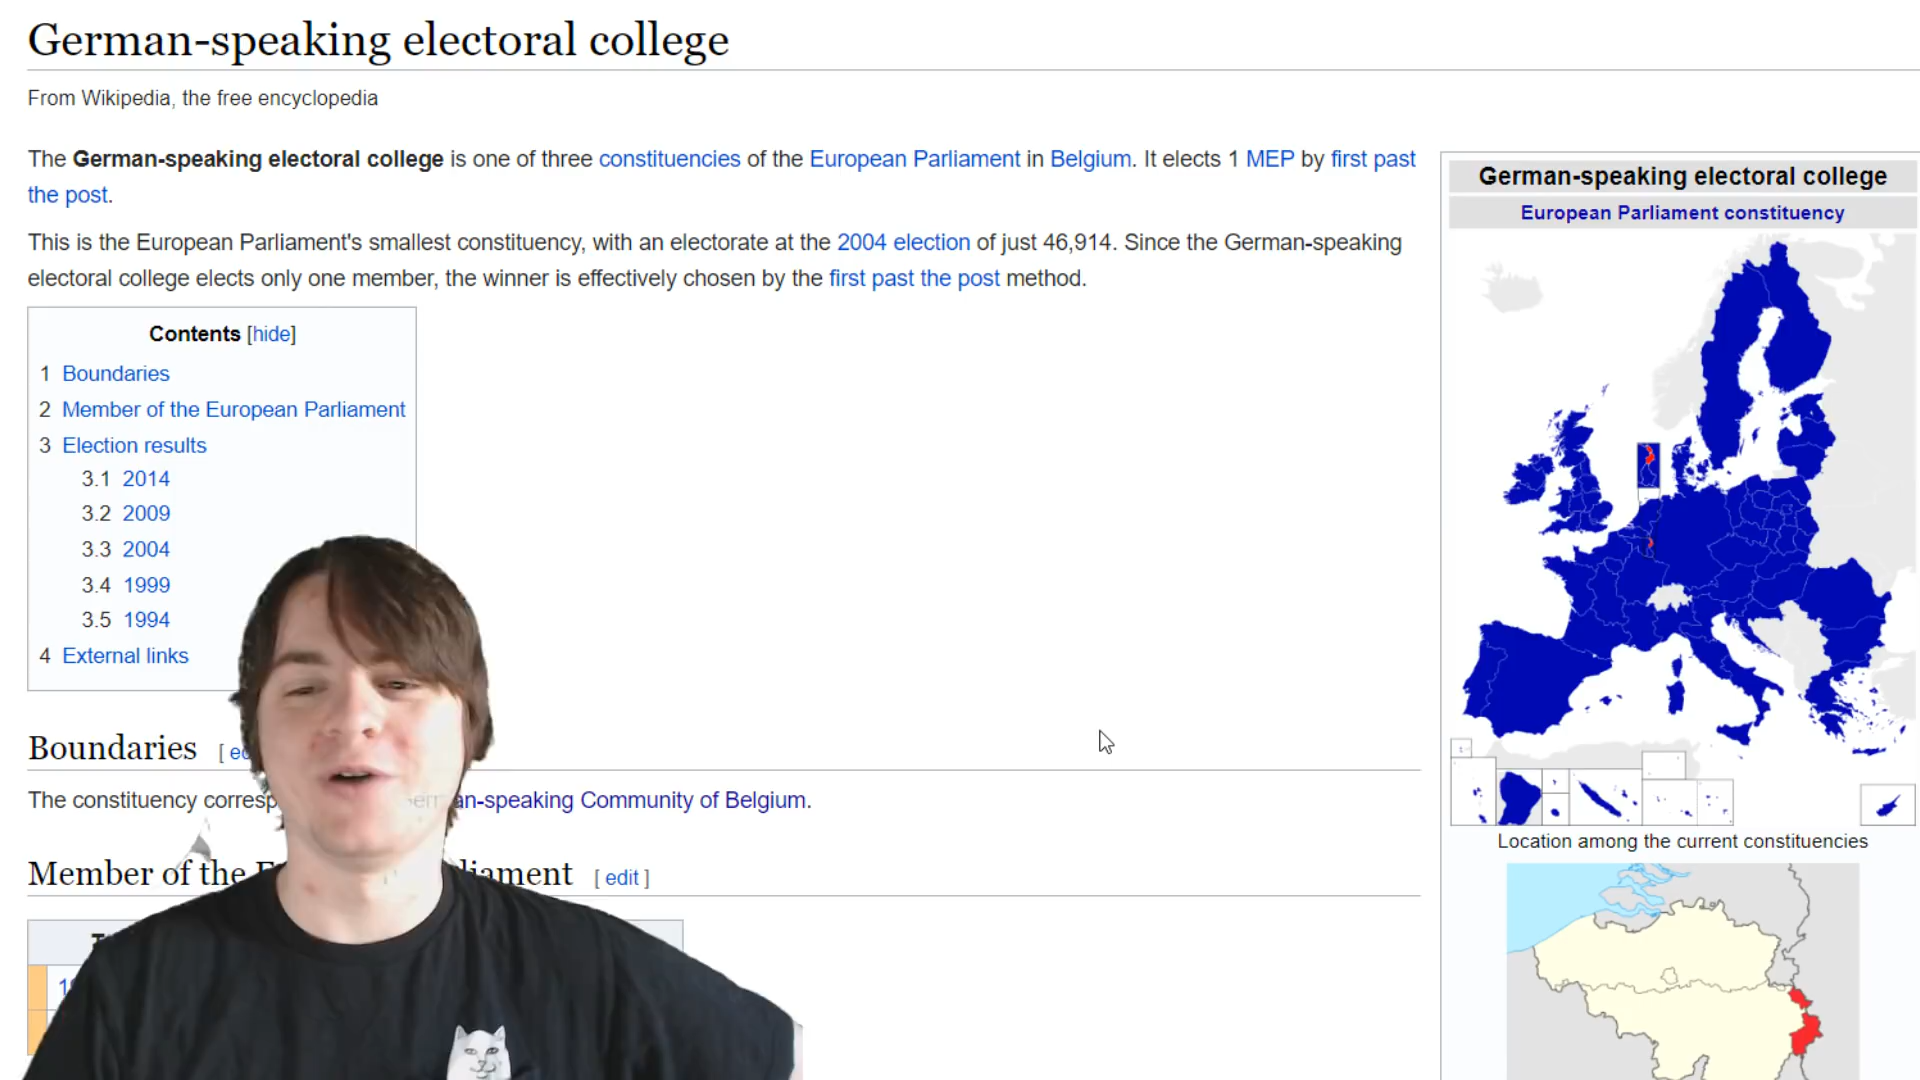 German-speaking electoral college
From Wikipedia, the free encyclopedia
The German-speaking electoral college is one of three constituencies of the European Parliament in Belgium. It elects 1 MEP by first past
the post.
This is the European Parliament's smallest constituency, with an electorate at the 2004 election of just 46,914. Since the German-speaking
electoral college elects only one member, the winner is effectively chosen by the first past the post method.
Contents [hide]
1 Boundaries
2 Member of the European Parliament
3 Election results
3.1 2014
3.2 2009
3.3 2004
3.4 1999
3.5 1994
4 External links
Boundaries [
The constituency an-speaking Community of Belgium.
Member of the liament [ edit ]
German-speaking electoral college
European Parliament constituency
Location among the current constituencies